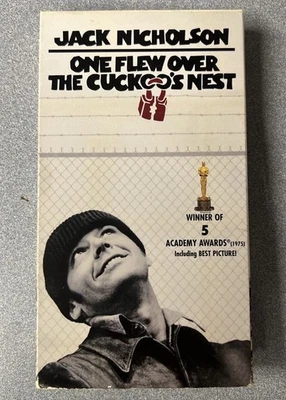 JACK NICHOLSON
ONE FLEW OVER
THE CUCKOO'S NEST
WINNER OF
5
ACADEMY AWARDS® (1975)
Including BEST PICTURE!